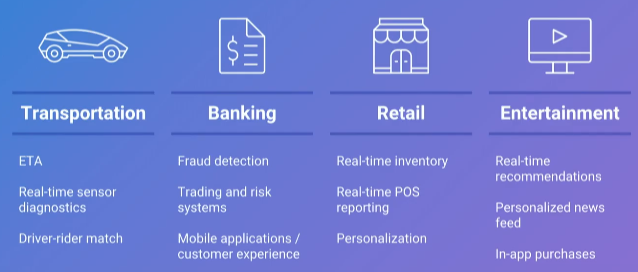 Transportation
ETA
Real-time sensor
diagnostics
Driver-rider match
Banking
Fraud detection
Trading and risk
systems
Mobile applications /
customer experience
Retail
Real-time inventory
Real-time POS
reporting
Personalization
Entertainment
Real-time
recommendations
Personalized news
feed
In-app purchases